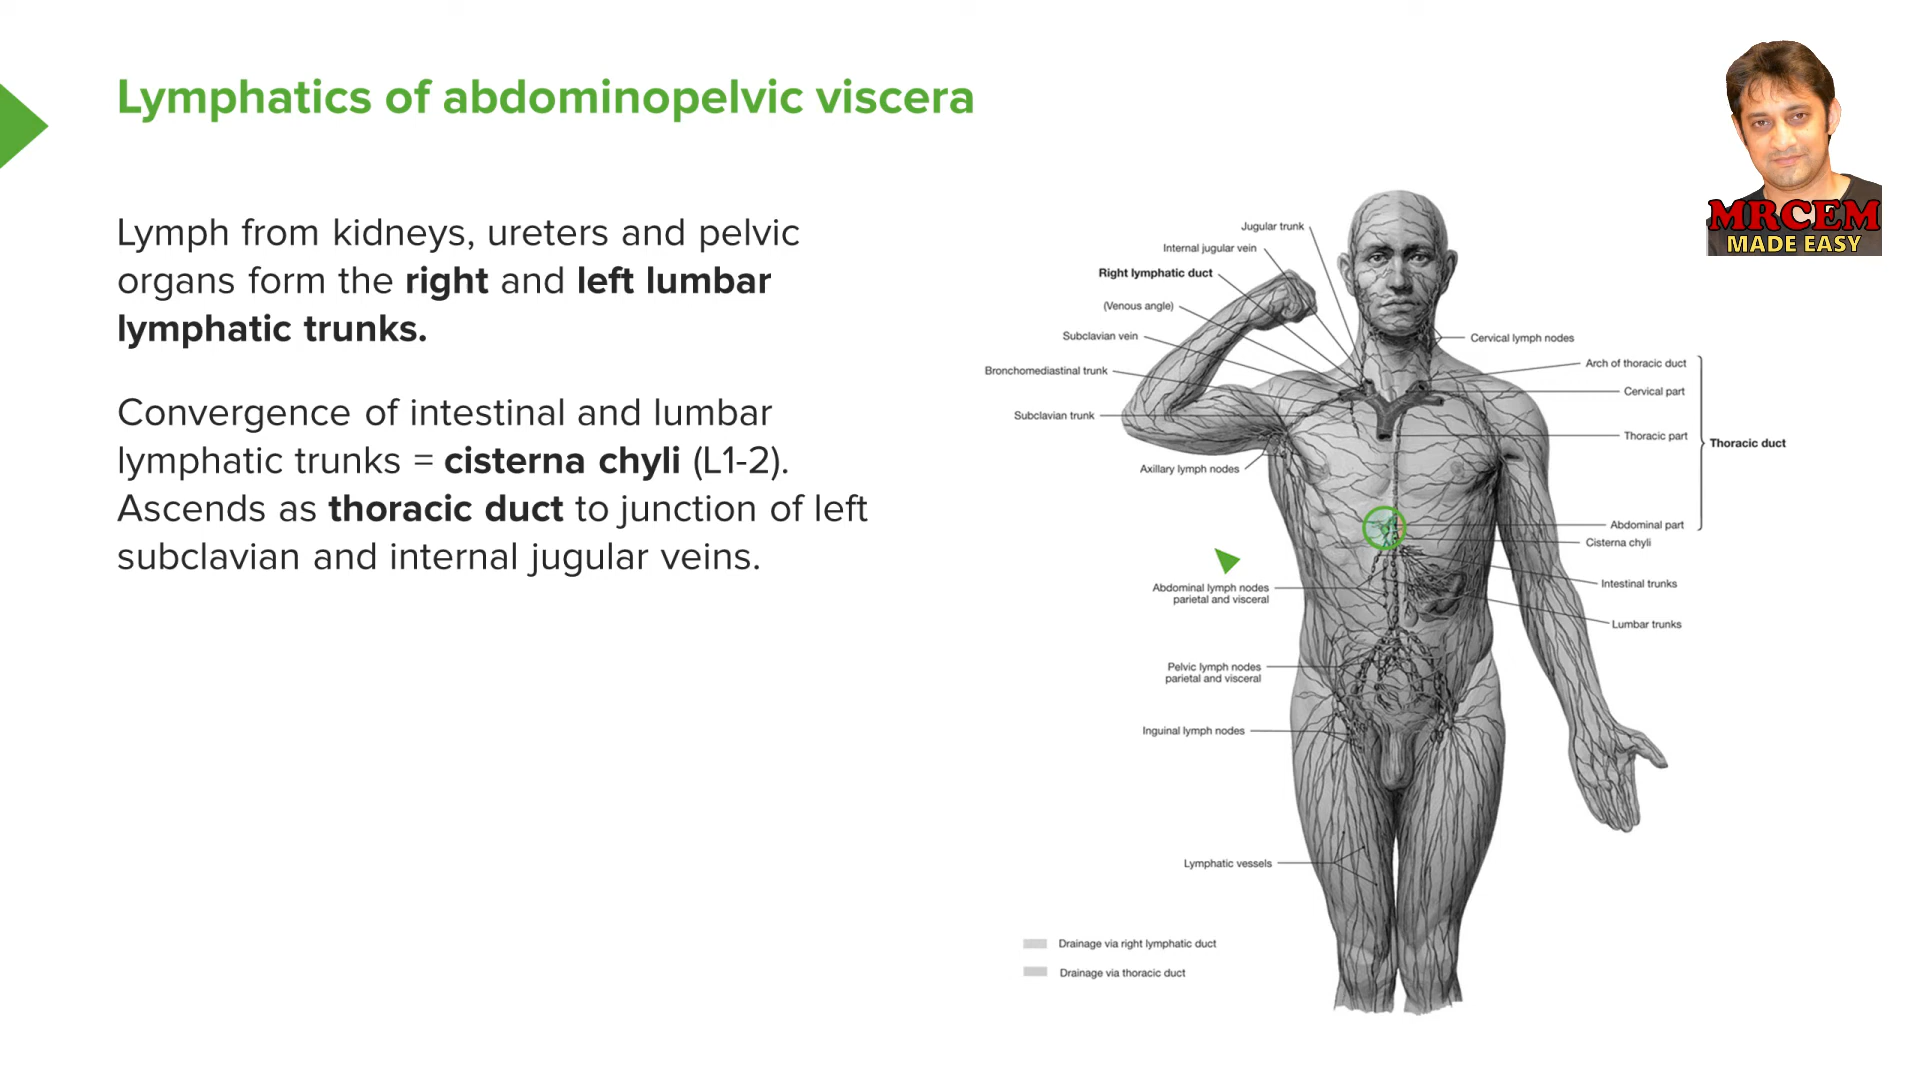 Lymphatics of abdominopelvic viscera
MRCEM
MADE EASY
Lymph from kidneys, ureters and pelvic
organs form the right and left lumbar
lymphatic trunks.
Convergence of intestinal and lumbar
lymphatic trunks = cisterna chyli (L1-2).
Ascends as thoracic duct to junction of left
subclavian and internal jugular veins.
Jugular trunk
Internal jugular vein
Right lymphatic duct
(Venous angle)
Subclavian vein
Bronchomediastinal trunk
Subclavian trunk
Axillary lymph nodes
Abdominal lymph nodes
parietal and visceral
Pelvic lymph nodes
parietal and visceral
Inguinal lymph nodes
Lymphatic vessels
Cervical lymph nodes
Arch of thoracic duct
Cervical part
Thoracic part
Thoracic duct
Abdominal part
Cisterna chyli
Intestinal trunks
Lumbar trunks
Drainage via right lymphatic duct
Drainage via thoracic duct